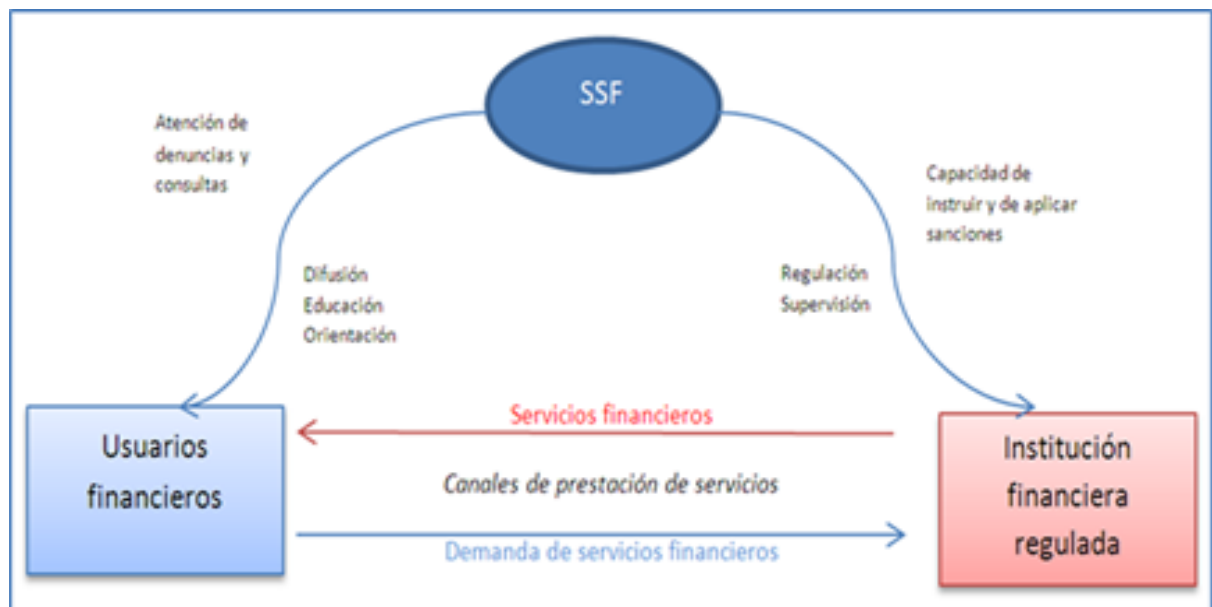 SSF
Atención de
denuncias y
consultas
Capacidad de
instruir y de aplicar
sanciones
Difusión
Educación
Orientación
Regulación
Supervisión
Servicios financieros
Usuarios
financieros
Canales de prestación de servicios
Institución
financiera
regulada
Demanda de servicios financieros